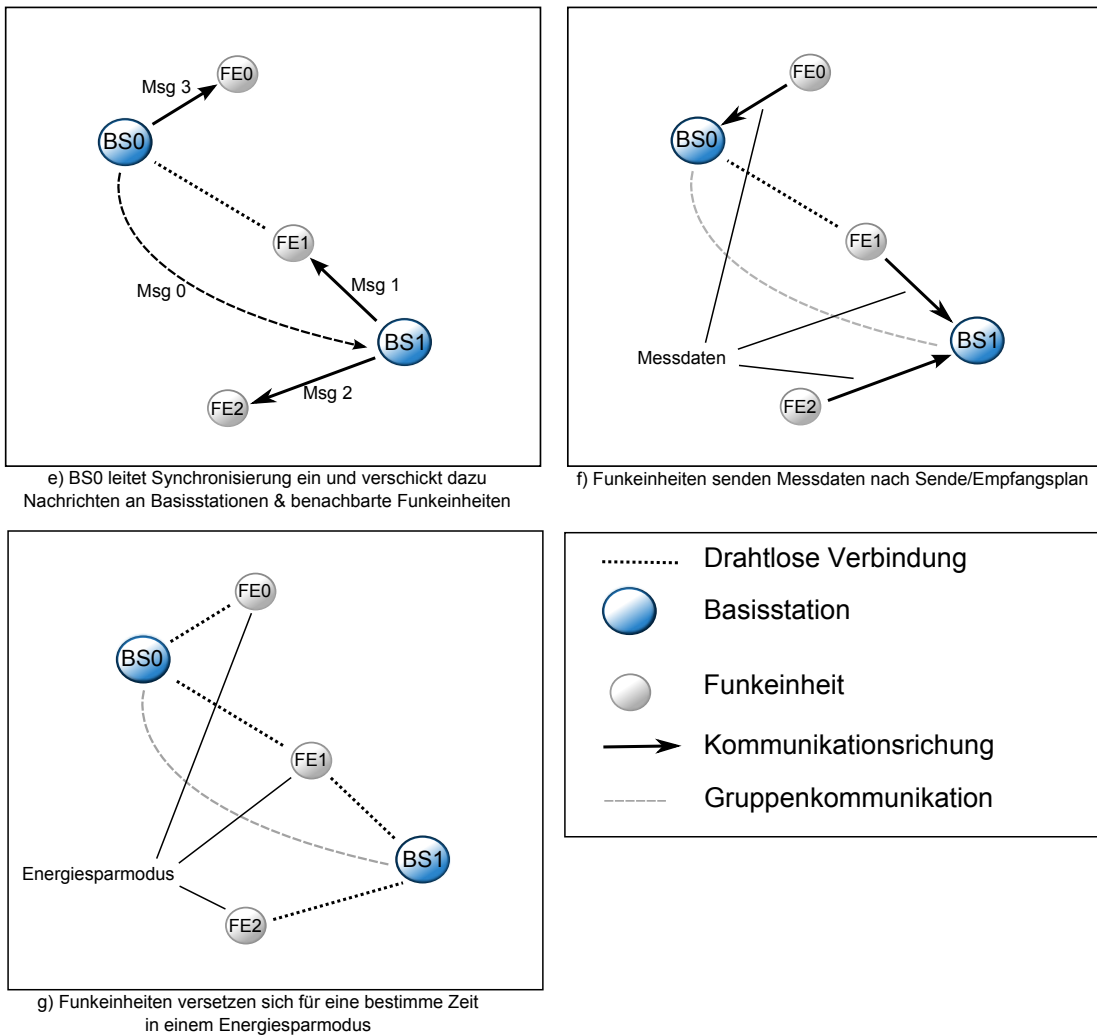 FE0
Msg 3
BS0
FE1
Msg 0
Msg 1
BS1
Msg 2
FE2
e) BS0 leitet Synchronisierung ein und verschickt dazu
Nachrichten an Basisstationen & benachbarte Funkeinheiten
FE0
BS0
FE1
BS1
Messdaten
FE2
f) Funkeinheiten senden Messdaten nach Sende/Empfangsplan
FE0
BS0
FE1
BS1
Energiesparmodus
FE2
g) Funkeinheiten versetzen sich für eine bestimme Zeit
in einem Energiesparmodus
Drahtlose Verbindung
Basisstation
Funkeinheit
Kommunikationsrichung
Gruppenkommunikation